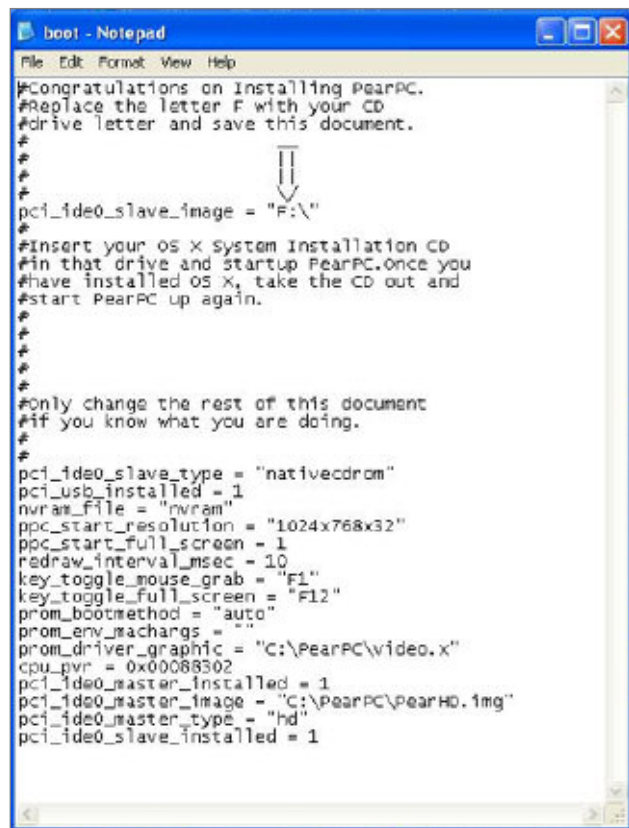 boot - Notepad
File Edit Format View Help
#Congratulations on Installing PearPC.
#Replace the letter F with your CD
#drive letter and save this document.
#
#
#
#
pci_ide0_slave_image = "F:\"
#
#Insert your OS X System Installation CD
#in that drive and startup PearPC.Once you
#have installed OS X, take the CD out and
#start PearPC up again.
#
#
#
#
#
#Only change the rest of this document
#if you know what you are doing.
#
#
pci_ide0_slave_type = "nativecdrom"
pci_usb_installed = 1
nvram_file = "nvram"
ppc_start_resolution = "1024x768x32"
ppc_start_full_screen = 1
redraw_interval_msec = 10
key_toggle_mouse_grab = "F1"
key_toggle_full_screen = "F12"
prom_bootmethod = "auto"
prom_env_machargs = ""
prom_driver_graphic = "C:\PearPC\video.x"
cpu_pvr = 0x00088302
pci_ide0_master_installed = 1
pci_ide0_master_image = "C:\PearPC\PearHD.img"
pci_ide0_master_type = "hd"
pci_ide0_slave_installed = 1